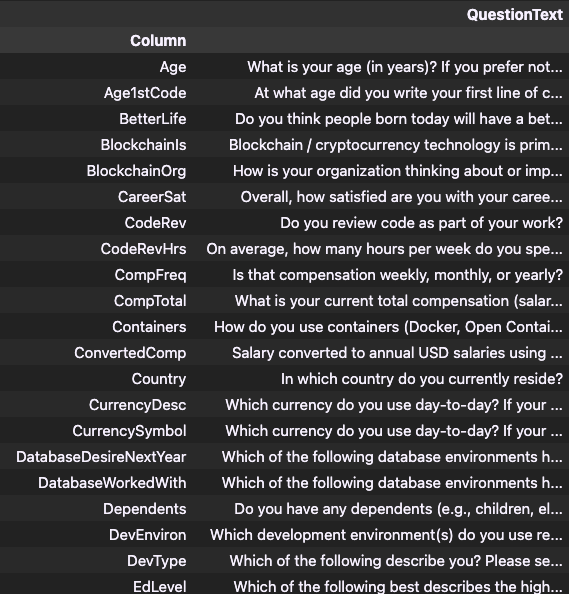 QuestionText
Column
Age What is your age (in years)? If you prefer not...
Age1stCode At what age did you write your first line of c...
BetterLife Do you think people born today will have a bet...
BlockchainIs Blockchain / cryptocurrency technology is prim...
BlockchainOrg How is your organization thinking about or imp...
CareerSat Overall, how satisfied are you with your caree...
CodeRev Do you review code as part of your work?
CodeRevHrs On average, how many hours per week do you spe...
CompFreq Is that compensation weekly, monthly, or yearly?
CompTotal What is your current total compensation (salar...
Containers How do you use containers (Docker, Open Contai...
ConvertedComp Salary converted to annual USD salaries using ...
Country In which country do you currently reside?
CurrencyDesc Which currency do you use day-to-day? If your ...
CurrencySymbol Which currency do you use day-to-day? If your ...
DatabaseDesireNextYear Which of the following database environments h...
DatabaseWorkedWith Which of the following database environments h...
Dependents Do you have any dependents (e.g., children, el...
DevEnviron Which development environment(s) do you use re...
DevType Which of the following describe you? Please se...
EdLevel Which of the following best describes the high...